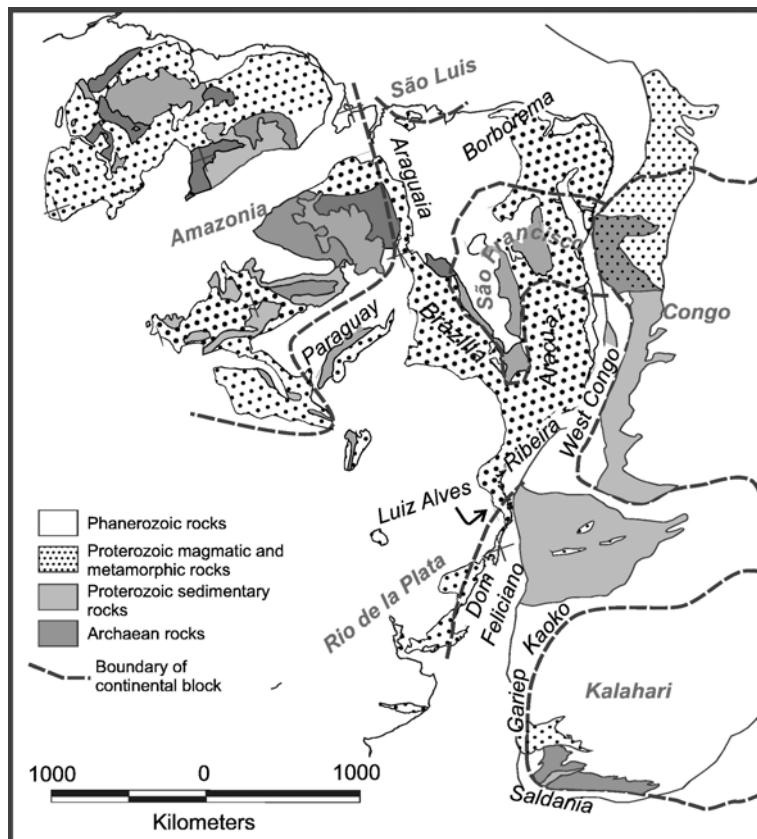 São Luis
Borborema
Araguaia
Amazonia
São Francisco
Congo
Paraguay
Brazilia
Araçuaı
West Congo
Ribeira
Luiz Alves
Rio de la Plata
Dom
Feliciano
Kaoko
Gariep
Kalahari
Saldania
Phanerozoic rocks
Proterozoic magmatic and
metamorphic rocks
Proterozoic sedimentary
rocks
Archaean rocks
Boundary of
continental block
1000 0 1000
Kilometers